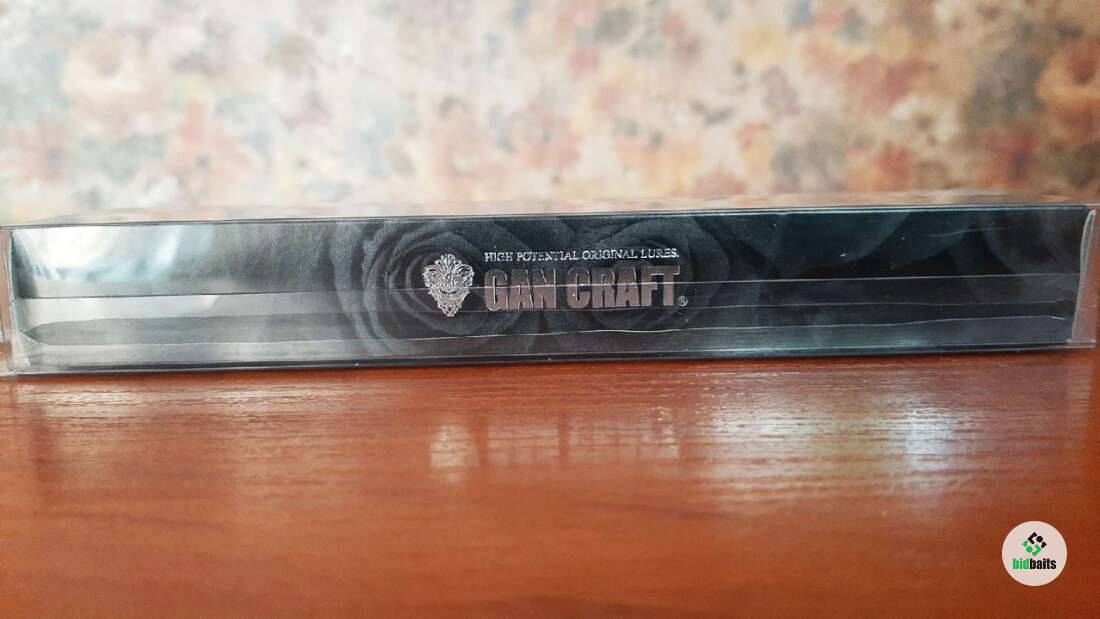 HIGH POTENTIAL ORIGINAL LURES.
GAN CRAFT®
bidbaits